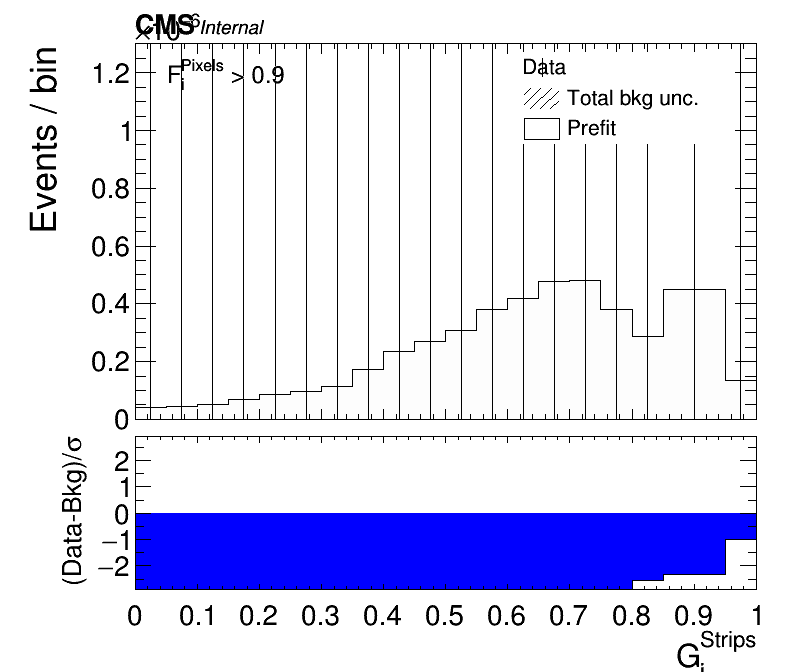 CMS Internal
×10⁻⁶
Events / bin
F_i^Pixels > 0.9
Data
Total bkg unc.
Prefit
1.2
1
0.8
0.6
0.4
0.2
0
(Data-Bkg)/σ
2
1
0
−1
−2
0 0.1 0.2 0.3 0.4 0.5 0.6 0.7 0.8 0.9 1
G_i^Strips